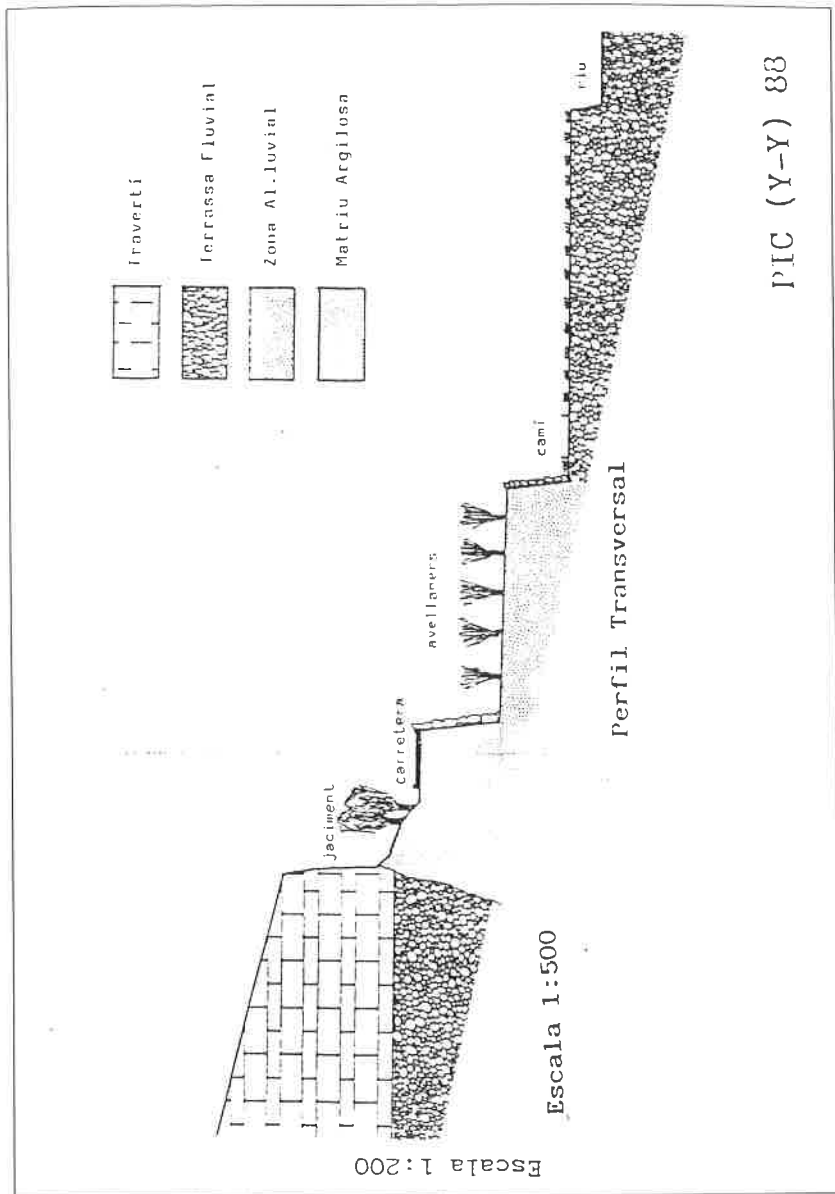 Travertí
Terrassa Fluvial
Zona Al.luvial
Matriu Argilosa
jaciment
carretera
avellaners
camí
riu
Escala 1:200
Escala 1:500
Perfil Transversal
PIC (Y-Y) 88